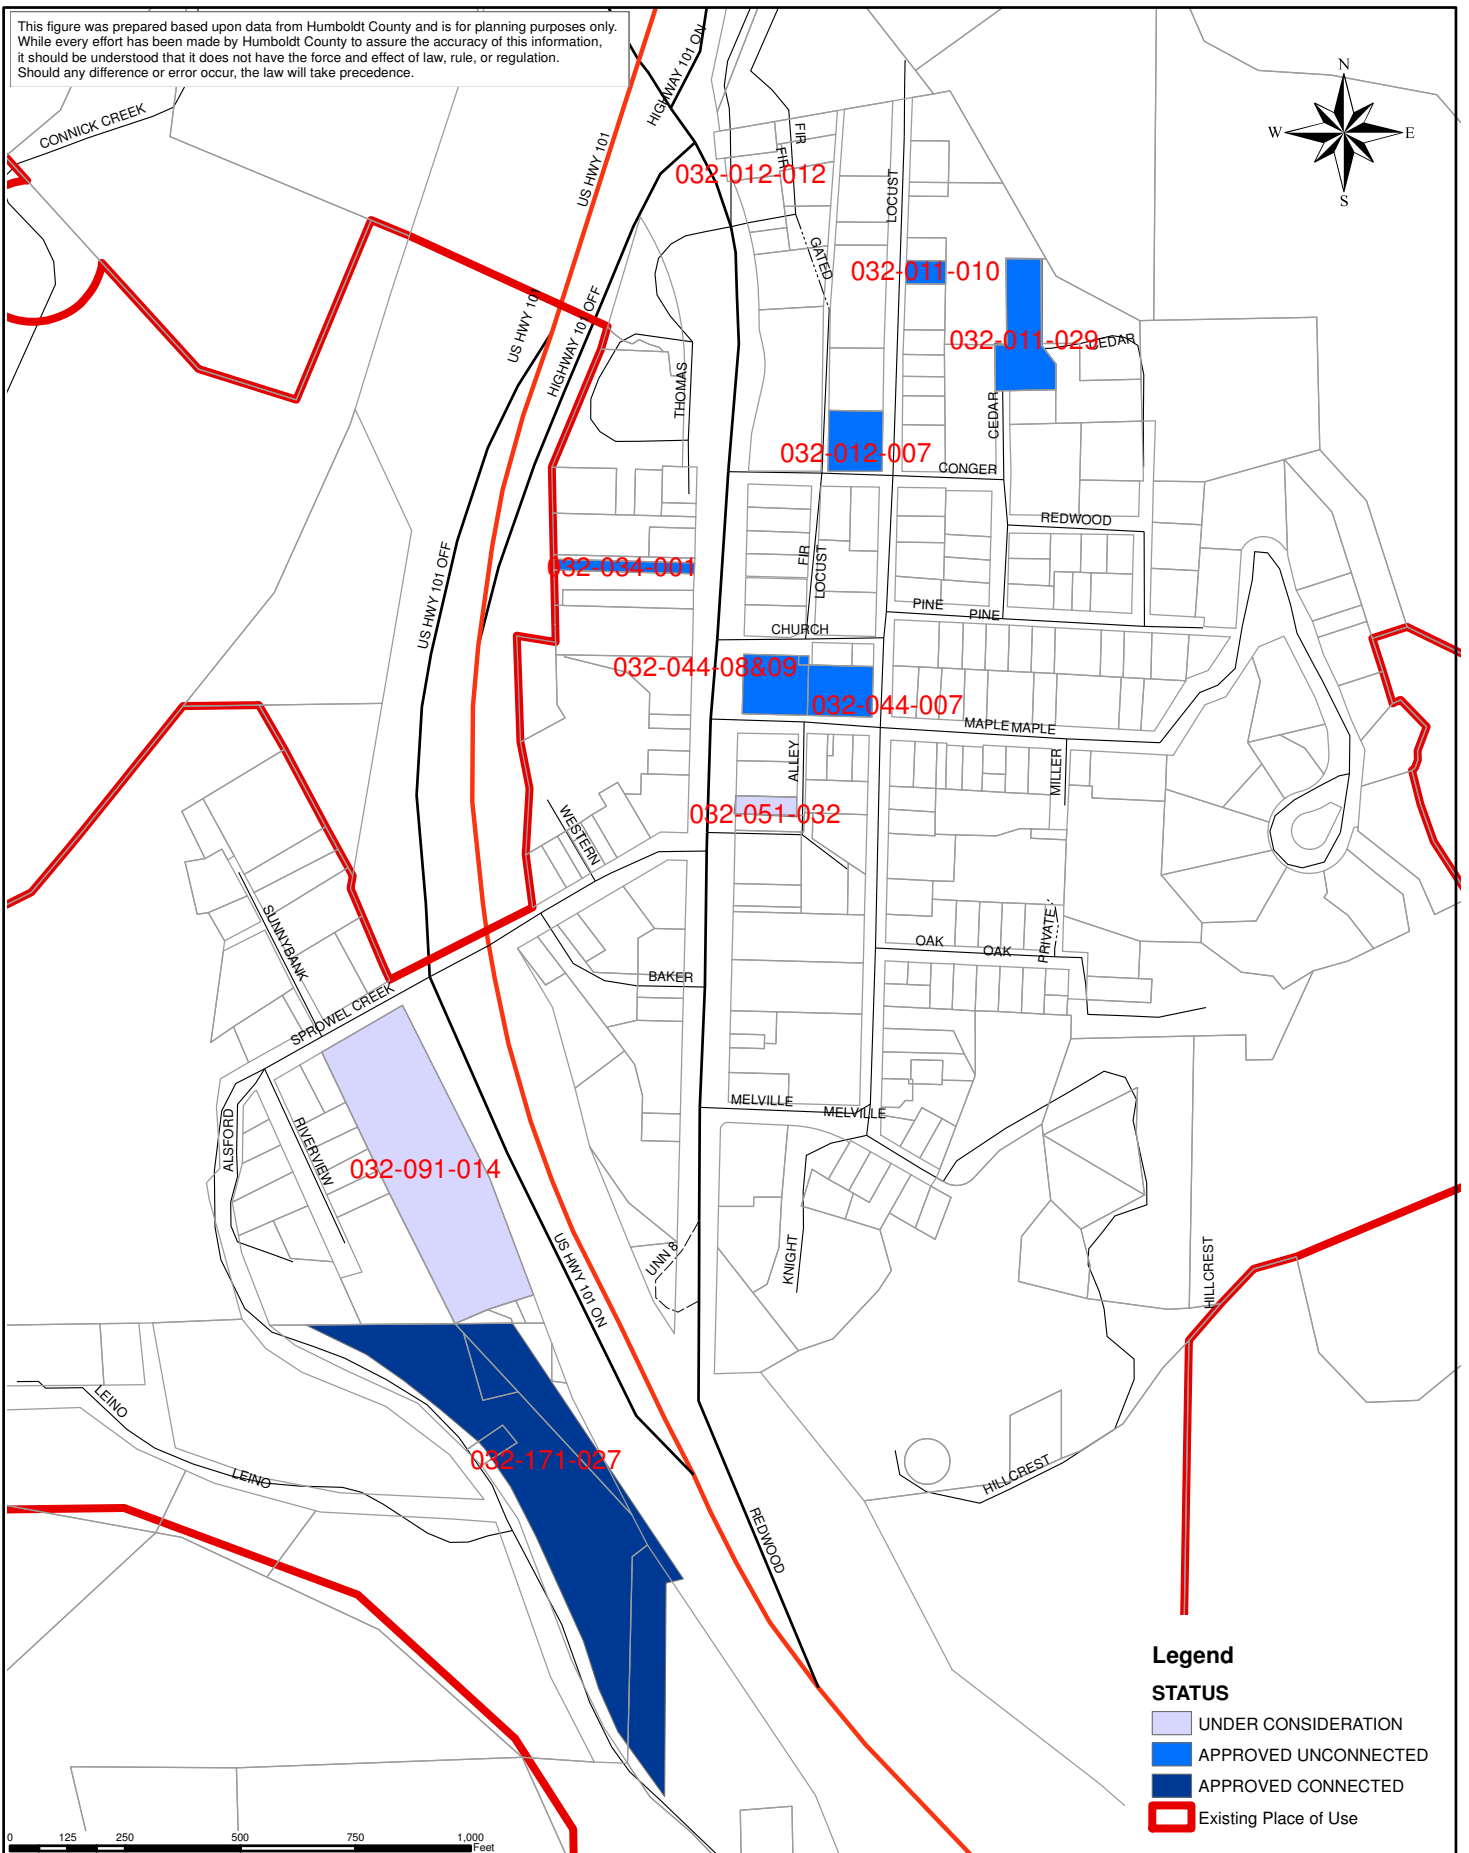 This figure was prepared based upon data from Humboldt County and is for planning purposes only.
While every effort has been made by Humboldt County to assure the accuracy of this information,
it should be understood that it does not have the force and effect of law, rule, or regulation.
Should any difference or error occur, the law will take precedence.
N
W
E
S
CONNICK CREEK
HIGHWAY 101 ON
US HWY 101
FIR
FIR
032-012-012
LOCUST
GATED
032-011-010
US HWY 101
HIGHWAY 101 OFF
032-011-029
CEDAR
THOMAS
CEDAR
032-012-007
CONGER
REDWOOD
US HWY 101 OFF
FIR
LOCUST
032-034-001
PINE
PINE
CHURCH
032-044-08&09
032-044-007
MAPLE
MAPLE
ALLEY
MILLER
032-051-032
WESTERN
SUNNYBANK
PRIVATE
OAK
OAK
BAKER
SPROWEL CREEK
MELVILLE
MELVILLE
ALSFORD
RIVERVIEW
032-091-014
KNIGHT
UNN 8
HILLCREST
US HWY 101 ON
LEINO
LEINO
032-171-027
HILLCREST
REDWOOD
Legend
STATUS
UNDER CONSIDERATION
APPROVED UNCONNECTED
APPROVED CONNECTED
Existing Place of Use
0 125 250 500 750 1,000
Feet